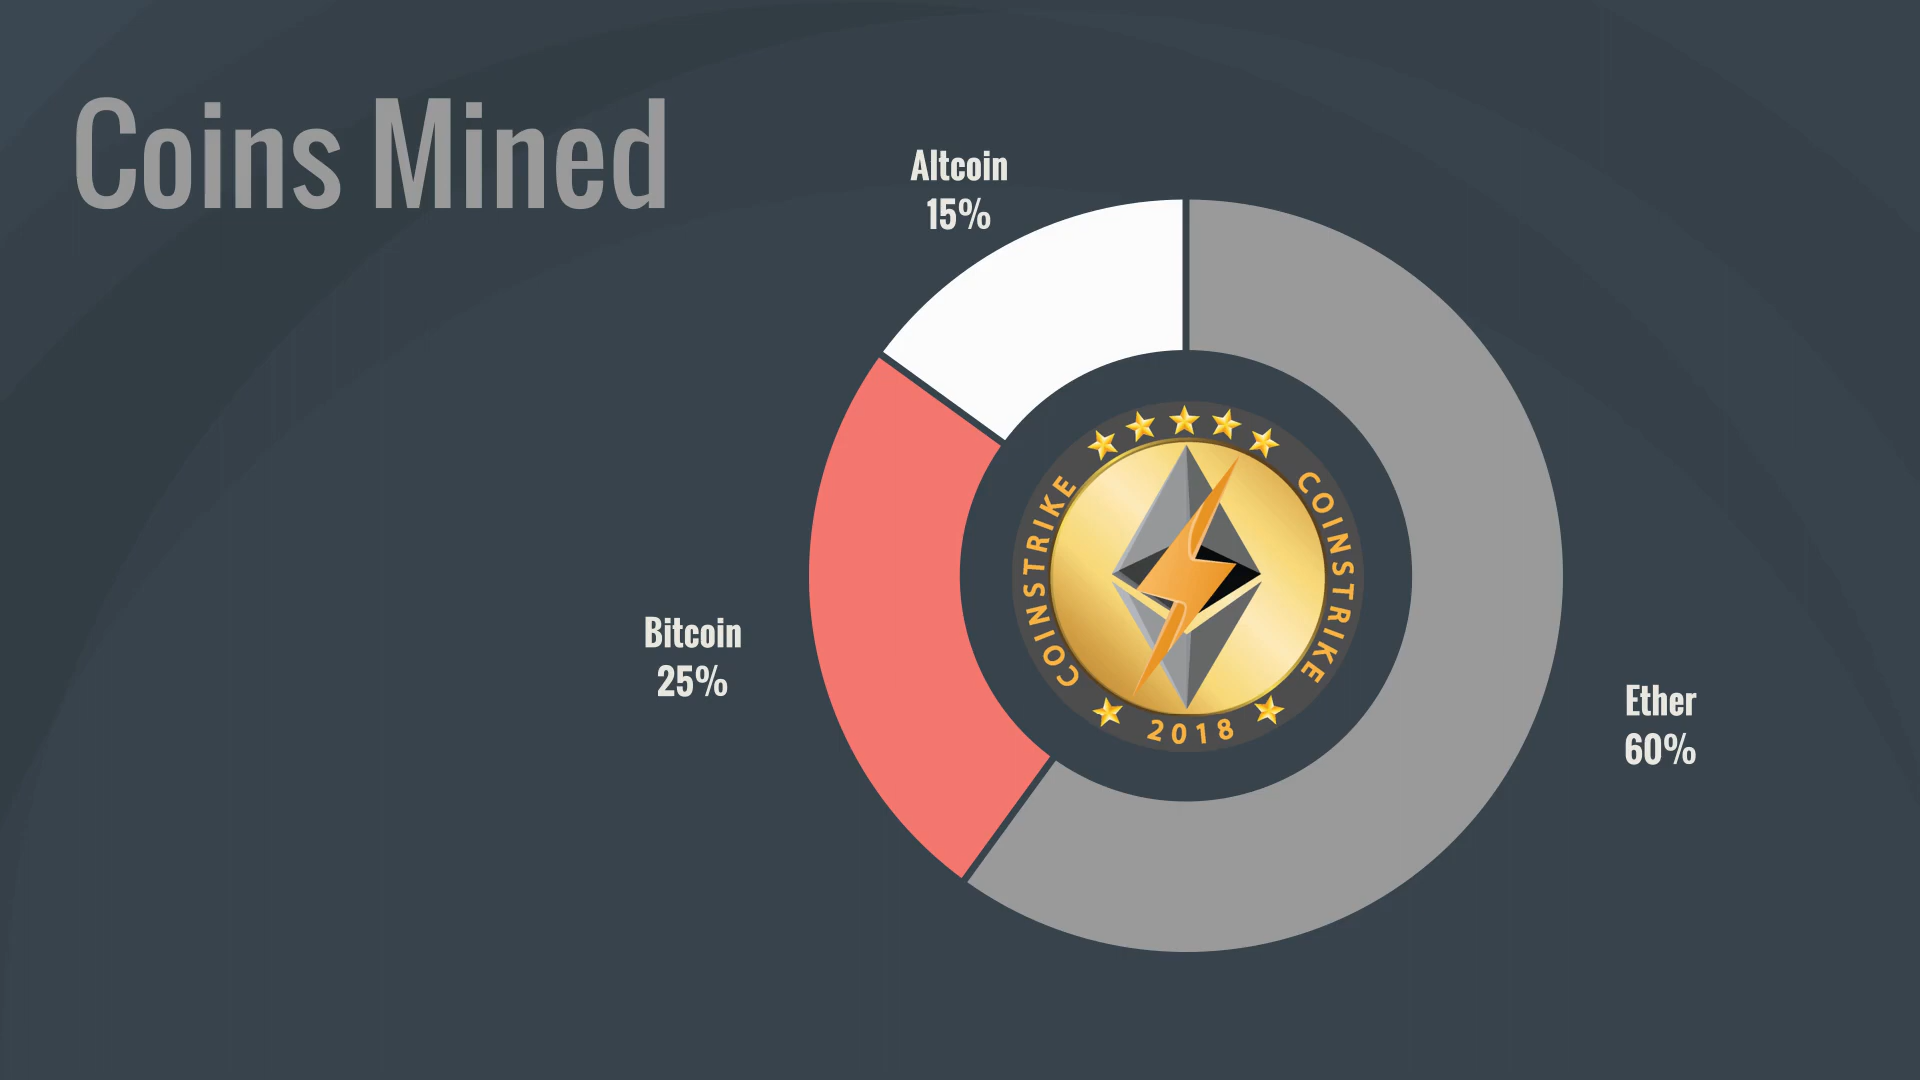 Coins Mined
Altcoin
15%
Bitcoin
25%
Ether
60%
COINSTRIKE
COINSTRIKE
2018